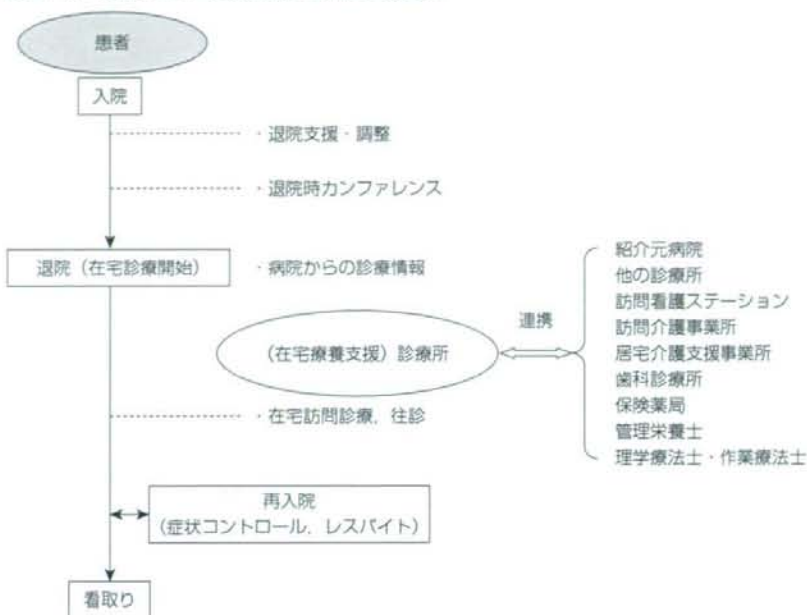 患者
入院
・退院支援・調整
・退院時カンファレンス
退院（在宅診療開始）
・病院からの診療情報
（在宅療養支援）診療所
連携
紹介元病院
他の診療所
訪問看護ステーション
訪問介護事業所
居宅介護支援事業所
歯科診療所
保険薬局
管理栄養士
理学療法士・作業療法士
・在宅訪問診療，往診
再入院
（症状コントロール，レスパイト）
看取り